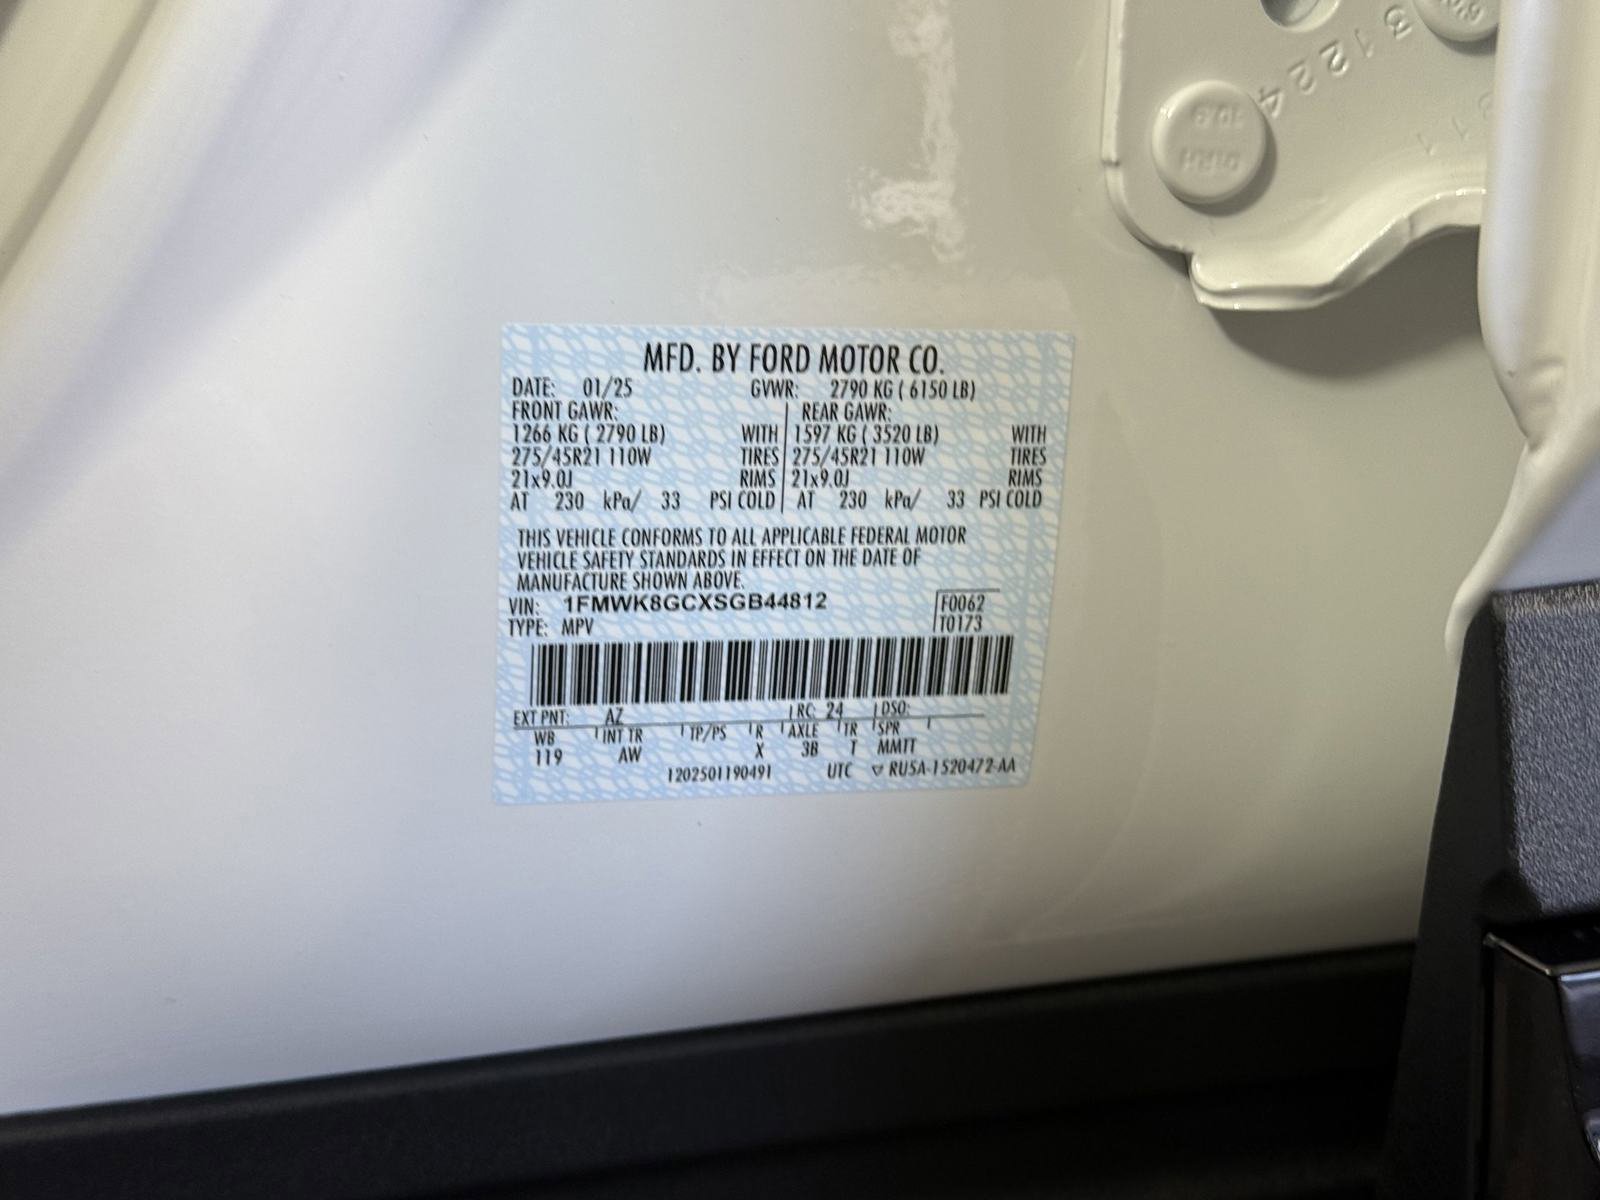 31224
MFD. BY FORD MOTOR CO.
DATE: 01/25 GVWR: 2790 KG ( 6150 LB)
FRONT GAWR: REAR GAWR:
1266 KG ( 2790 LB) WITH 1597 KG ( 3520 LB) WITH
275/45R21 110W TIRES 275/45R21 110W TIRES
21x9.0J RIMS 21x9.0J RIMS
AT 230 kPa/ 33 PSI COLD AT 230 kPa/ 33 PSI COLD
THIS VEHICLE CONFORMS TO ALL APPLICABLE FEDERAL MOTOR
VEHICLE SAFETY STANDARDS IN EFFECT ON THE DATE OF
MANUFACTURE SHOWN ABOVE.
VIN: 1FMWK8GCXSGB44812 F0062
TYPE: MPV T0173
EXT PNT: AZ RC: 24 DSO:
WB INT TR TP/PS R AXLE TR SPR
119 AW X 3B T MMTT
1202501190491 UTC ▽ RU5A-1520472-AA